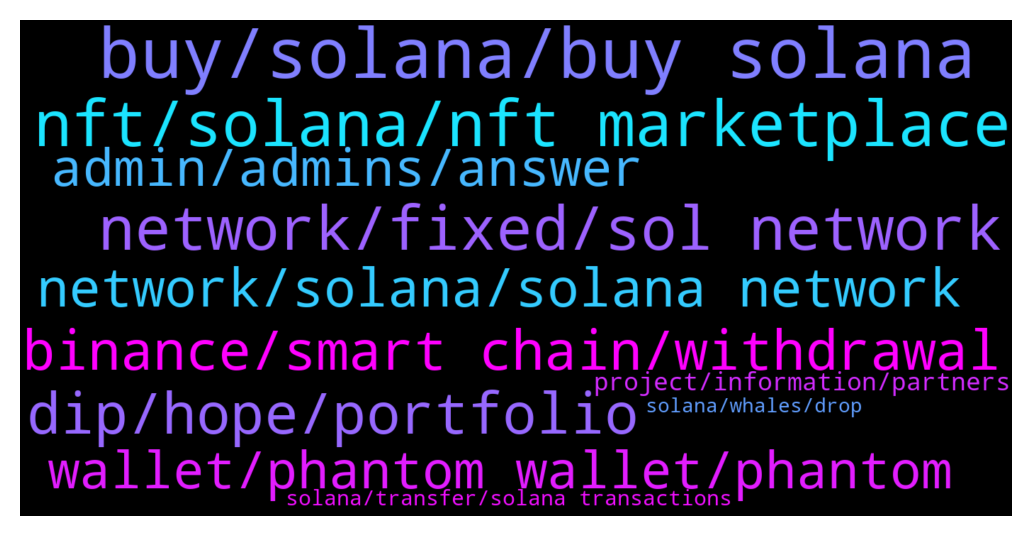 buy/solana/buy solana
nft/solana/nft marketplace
admin/admins/answer
network/fixed/sol network
network/solana/solana network
binance/smart chain/withdrawal
project/information/partners
dip/hope/portfolio
solana/whales/drop
wallet/phantom wallet/phantom
solana/transfer/solana transactions